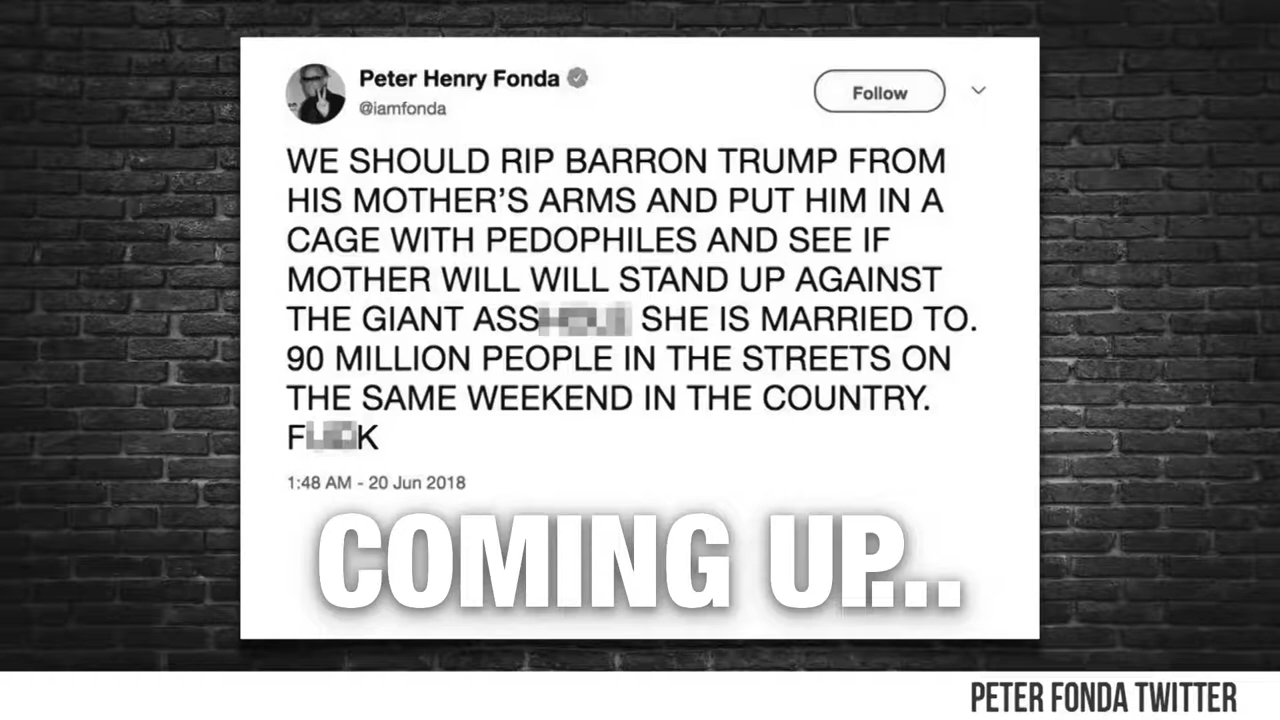 Peter Henry Fonda
@iamfonda
Follow
WE SHOULD RIP BARRON TRUMP FROM
HIS MOTHER'S ARMS AND PUT HIM IN A
CAGE WITH PEDOPHILES AND SEE IF
MOTHER WILL WILL STAND UP AGAINST
THE GIANT ASS SHE IS MARRIED TO.
90 MILLION PEOPLE IN THE STREETS ON
THE SAME WEEKEND IN THE COUNTRY.
F K
1:48 AM - 20 Jun 2018
COMING UP...
PETER FONDA TWITTER